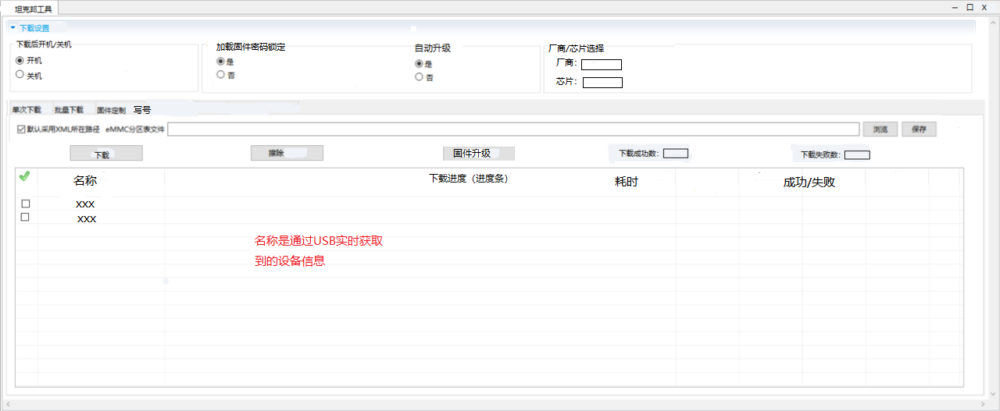 坦克邦工具
下载设置
下载后开机/关机
开机
关机
加载固件密码锁定
是
否
自动升级
是
否
厂商/芯片选择
厂商：
芯片：
单次下载 批量下载 固件定制 写号
默认采用XML所在路径 eMMC分区表文件 浏览 保存
下载 擦除 固件升级 下载成功数： 下载失败数：
名称 下载进度（进度条） 耗时 成功/失败
xxx
xxx
名称是通过USB实时获取
到的设备信息